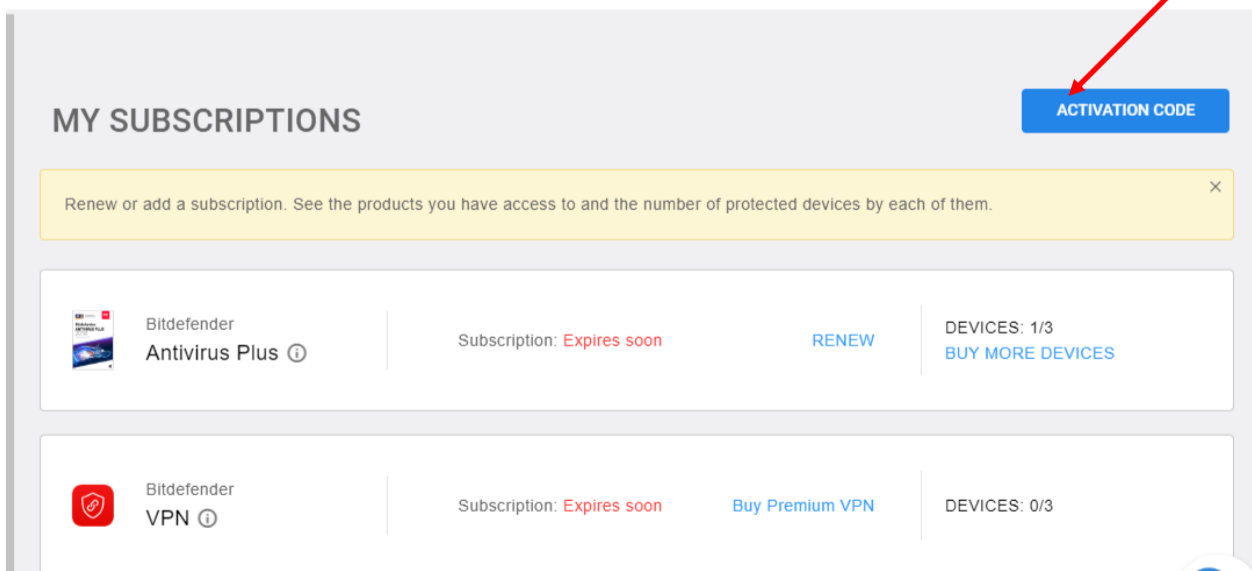 MY SUBSCRIPTIONS
ACTIVATION CODE
Renew or add a subscription. See the products you have access to and the number of protected devices by each of them.
Bitdefender
Antivirus Plus
Subscription: Expires soon
RENEW
DEVICES: 1/3
BUY MORE DEVICES
Bitdefender
VPN
Subscription: Expires soon
Buy Premium VPN
DEVICES: 0/3